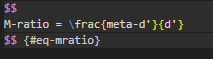 $$
M-ratio = \frac{meta-d'}{d'}
$$ {#eq-mratio}